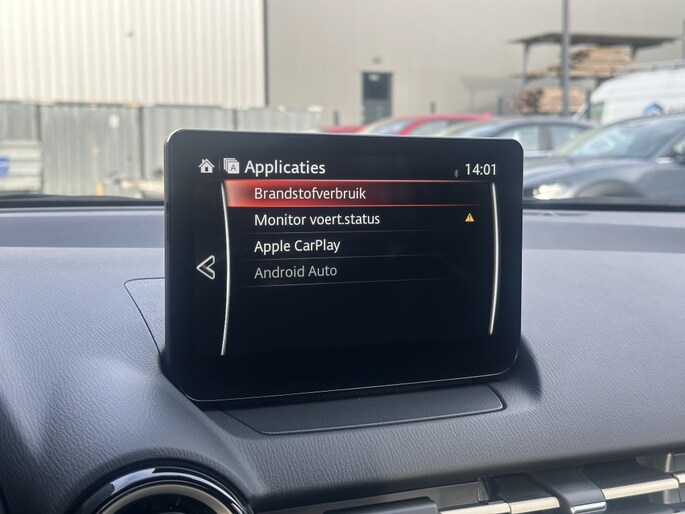 A Applicaties 14:01
Brandstofverbruik
Monitor voert.status
Apple CarPlay
Android Auto